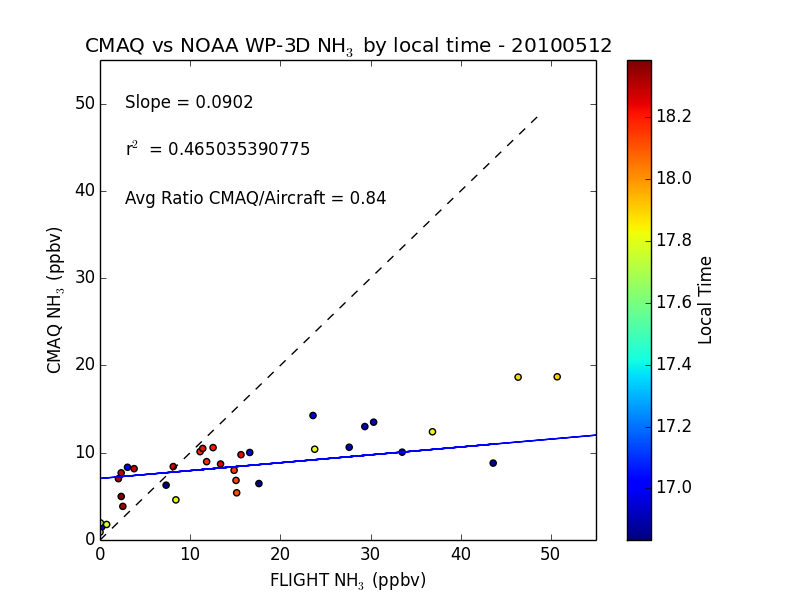 CMAQ vs NOAA WP-3D NH₃ by local time - 20100512
Slope = 0.0902
r² = 0.465035390775
Avg Ratio CMAQ/Aircraft = 0.84
CMAQ NH₃ (ppbv)
50
40
30
20
10
0
0 10 20 30 40 50
FLIGHT NH₃ (ppbv)
18.2
18.0
17.8
17.6
17.4
17.2
17.0
Local Time